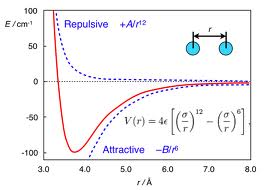 E / cm⁻¹
100
50
0
-50
-100
Repulsive +A/r¹²
r
V(r) = 4ϵ [ (σ/r)¹² − (σ/r)⁶ ]
Attractive −B/r⁶
3.0 4.0 5.0 6.0 7.0 8.0
r / Å